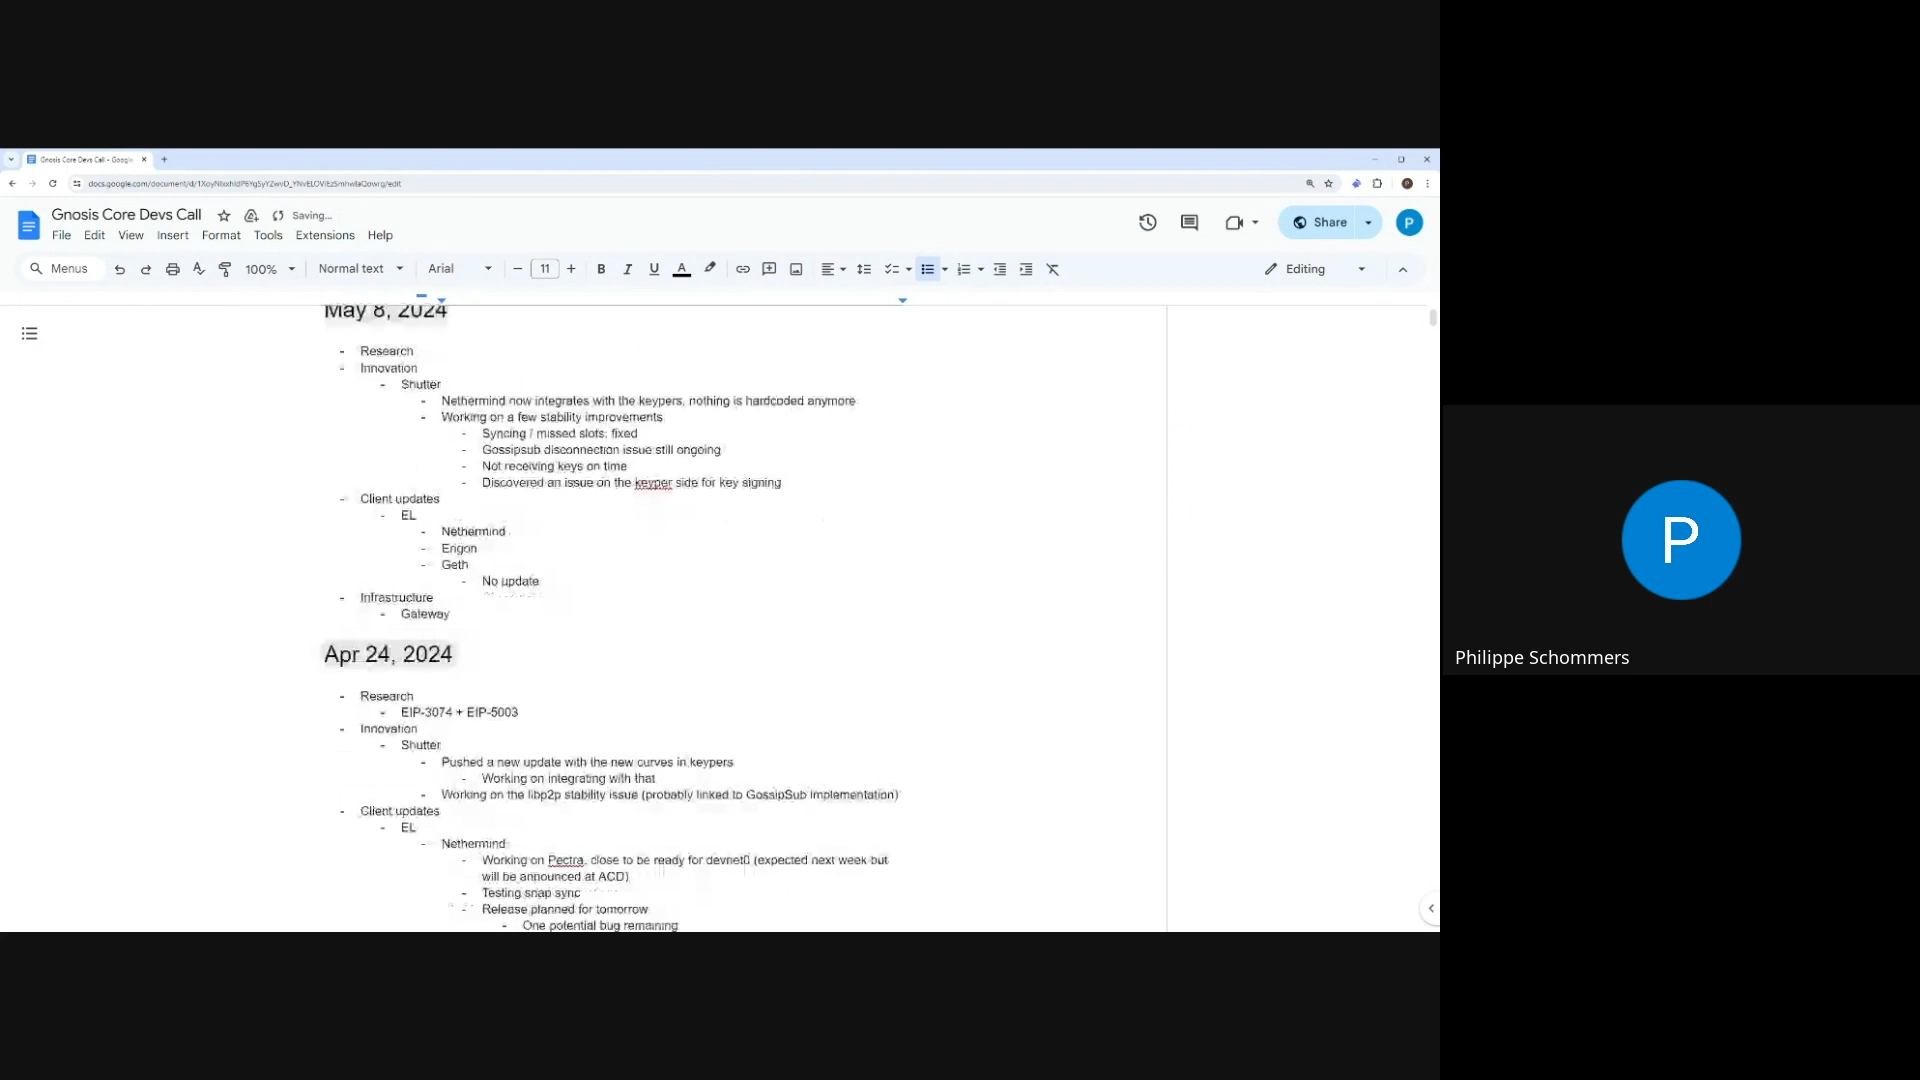 Gnosis Core Devs Call - Google
Gnosis Core Devs Call
Saving...
File Edit View Insert Format Tools Extensions Help
Share
P
Menus
100%
Normal text
Arial
11
Editing
May 8, 2024
- Research
- Innovation
- Shutter
- Nethermind now integrates with the keypers, nothing is hardcoded anymore
- Working on a few stability improvements
- Syncing / missed slots: fixed
- Gossipsub disconnection issue still ongoing
- Not receiving keys on time
- Discovered an issue on the keyper side for key signing
- Client updates
- EL
- Nethermind
- Erigon
- Geth
- No update
- Infrastructure
- Gateway
Apr 24, 2024
- Research
- EIP-3074 + EIP-5003
- Innovation
- Shutter
- Pushed a new update with the new curves in keypers
- Working on integrating with that
- Working on the libp2p stability issue (probably linked to GossipSub implementation)
- Client updates
- EL
- Nethermind
- Working on Pectra, close to be ready for devnet0 (expected next week but
will be announced at ACD)
- Testing snap sync
- Release planned for tomorrow
- One potential bug remaining
P
Philippe Schommers